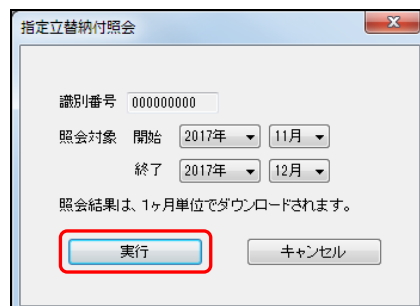 指定立替納付照会
識別番号 000000000
照会対象 開始 2017年 11月
終了 2017年 12月
照会結果は、1ヶ月単位でダウンロードされます。
実行 キャンセル